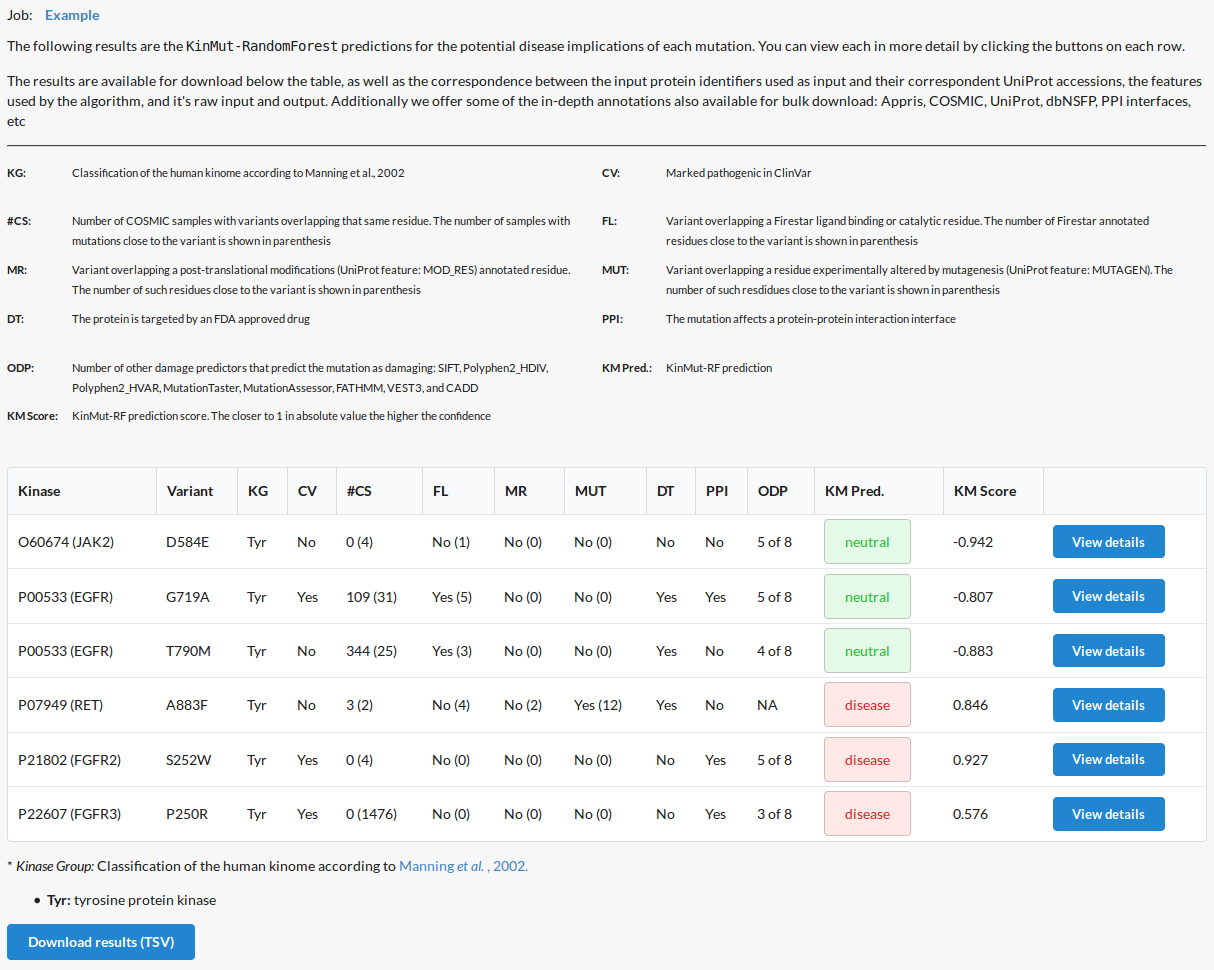 Job: Example
The following results are the KinMut-RandomForest predictions for the potential disease implications of each mutation. You can view each in more detail by clicking the buttons on each row.
The results are available for download below the table, as well as the correspondence between the input protein identifiers used as input and their correspondent UniProt accessions, the features
used by the algorithm, and it's raw input and output. Additionally we offer some of the in-depth annotations also available for bulk download: Appris, COSMIC, UniProt, dbNSFP, PPI interfaces,
etc
KG: Classification of the human kinome according to Manning et al., 2002
CV: Marked pathogenic in ClinVar
#CS: Number of COSMIC samples with variants overlapping that same residue. The number of samples with
mutations close to the variant is shown in parenthesis
FL: Variant overlapping a Firestar ligand binding or catalytic residue. The number of Firestar annotated
residues close to the variant is shown in parenthesis
MR: Variant overlapping a post-translational modifications (UniProt feature: MOD_RES) annotated residue.
The number of such residues close to the variant is shown in parenthesis
MUT: Variant overlapping a residue experimentally altered by mutagenesis (UniProt feature: MUTAGEN). The
number of such resdidues close to the variant is shown in parenthesis
DT: The protein is targeted by an FDA approved drug
PPI: The mutation affects a protein-protein interaction interface
ODP: Number of other damage predictors that predict the mutation as damaging: SIFT, Polyphen2_HDIV,
Polyphen2_HVAR, MutationTaster, MutationAssessor, FATHMM, VEST3, and CADD
KM Pred.: KinMut-RF prediction
KM Score: KinMut-RF prediction score. The closer to 1 in absolute value the higher the confidence
Kinase Variant KG CV #CS FL MR MUT DT PPI ODP KM Pred. KM Score
O60674 (JAK2) D584E Tyr No 0 (4) No (1) No (0) No (0) No No 5 of 8 neutral -0.942 View details
P00533 (EGFR) G719A Tyr Yes 109 (31) Yes (5) No (0) No (0) Yes Yes 5 of 8 neutral -0.807 View details
P00533 (EGFR) T790M Tyr No 344 (25) Yes (3) No (0) No (0) Yes No 4 of 8 neutral -0.883 View details
P07949 (RET) A883F Tyr No 3 (2) No (4) No (2) Yes (12) Yes No NA disease 0.846 View details
P21802 (FGFR2) S252W Tyr Yes 0 (4) No (0) No (0) No (0) No Yes 5 of 8 disease 0.927 View details
P22607 (FGFR3) P250R Tyr Yes 0 (1476) No (0) No (0) No (0) No Yes 3 of 8 disease 0.576 View details
* Kinase Group: Classification of the human kinome according to Manning et al. , 2002.
• Tyr: tyrosine protein kinase
Download results (TSV)